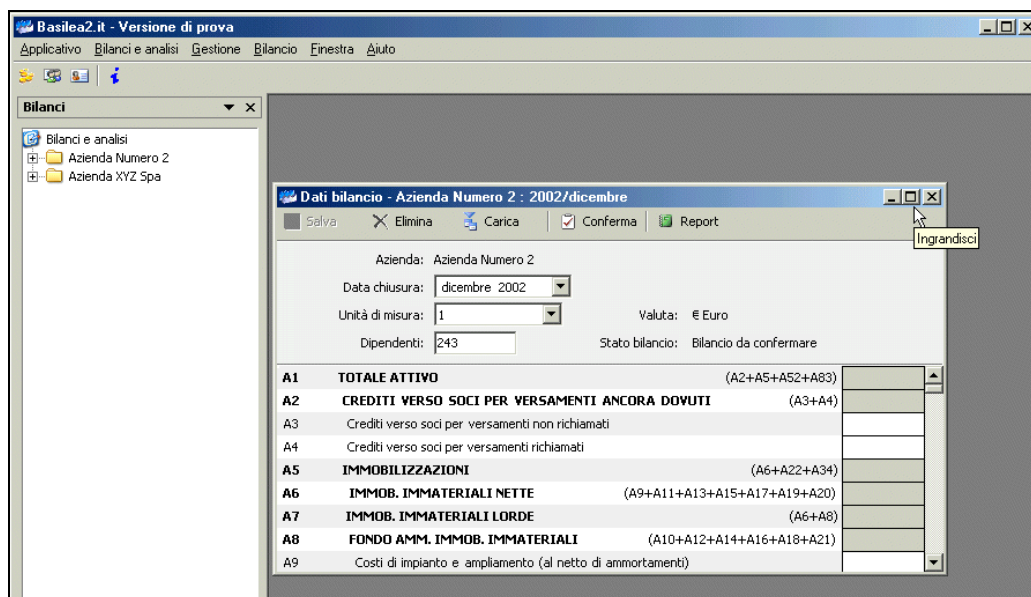 Basilea2.it - Versione di prova
Applicativo Bilanci e analisi Gestione Bilancio Finestra Aiuto
Bilanci
Bilanci e analisi
Azienda Numero 2
Azienda XYZ Spa
Dati bilancio - Azienda Numero 2 : 2002/dicembre
Salva Elimina Carica Conferma Report
Ingrandisci
Azienda: Azienda Numero 2
Data chiusura: dicembre 2002
Unità di misura: 1 Valuta: € Euro
Dipendenti: 243 Stato bilancio: Bilancio da confermare
A1 TOTALE ATTIVO (A2+A5+A52+A83)
A2 CREDITI VERSO SOCI PER VERSAMENTI ANCORA DOVUTI (A3+A4)
A3 Crediti verso soci per versamenti non richiamati
A4 Crediti verso soci per versamenti richiamati
A5 IMMOBILIZZAZIONI (A6+A22+A34)
A6 IMMOB. IMMATERIALI NETTE (A9+A11+A13+A15+A17+A19+A20)
A7 IMMOB. IMMATERIALI LORDE (A6+A8)
A8 FONDO AMM. IMMOB. IMMATERIALI (A10+A12+A14+A16+A18+A21)
A9 Costi di impianto e ampliamento (al netto di ammortamenti)